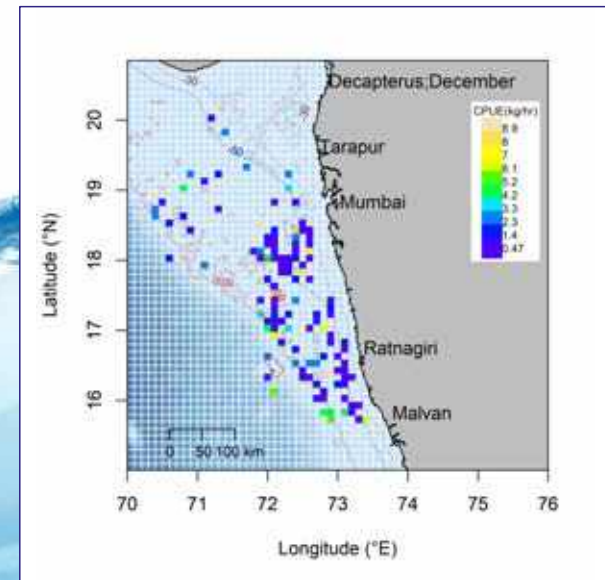 Decapterus;December
CPUE(kg/hr)
8.9
8
7
6.1
5.2
4.2
3.3
2.3
1.4
0.47
Tarapur
Mumbai
Ratnagiri
Malvan
20
19
18
17
16
Latitude (°N)
0 50 100 km
70 71 72 73 74 75 76
Longitude (°E)